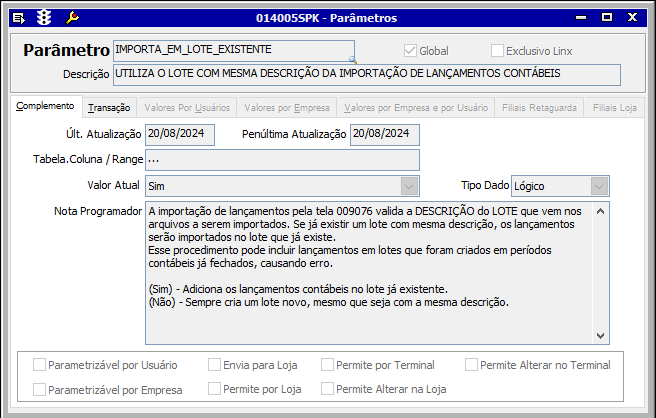 014005SPK - Parâmetros
Parâmetro IMPORTA_EM_LOTE_EXISTENTE Global Exclusivo Linx
Descrição UTILIZA O LOTE COM MESMA DESCRIÇÃO DA IMPORTAÇÃO DE LANÇAMENTOS CONTÁBEIS
Complemento Transação Valores Por Usuários Valores por Empresa Valores por Empresa e por Usuário Filiais Retaguarda Filiais Loja
Últ. Atualização 20/08/2024 Penúltima Atualização 20/08/2024
Tabela.Coluna / Range ...
Valor Atual Sim Tipo Dado Lógico
Nota Programador A importação de lançamentos pela tela 009076 valida a DESCRIÇÃO do LOTE que vem nos
arquivos a serem importados. Se já existir um lote com mesma descrição, os lançamentos
serão importados no lote que já existe.
Esse procedimento pode incluir lançamentos em lotes que foram criados em períodos
contábeis já fechados, causando erro.
(Sim) - Adiciona os lançamentos contábeis no lote já existente.
(Não) - Sempre cria um lote novo, mesmo que seja com a mesma descrição.
Parametrizável por Usuário Envia para Loja Permite por Terminal Permite Alterar no Terminal
Parametrizável por Empresa Permite por Loja Permite Alterar na Loja